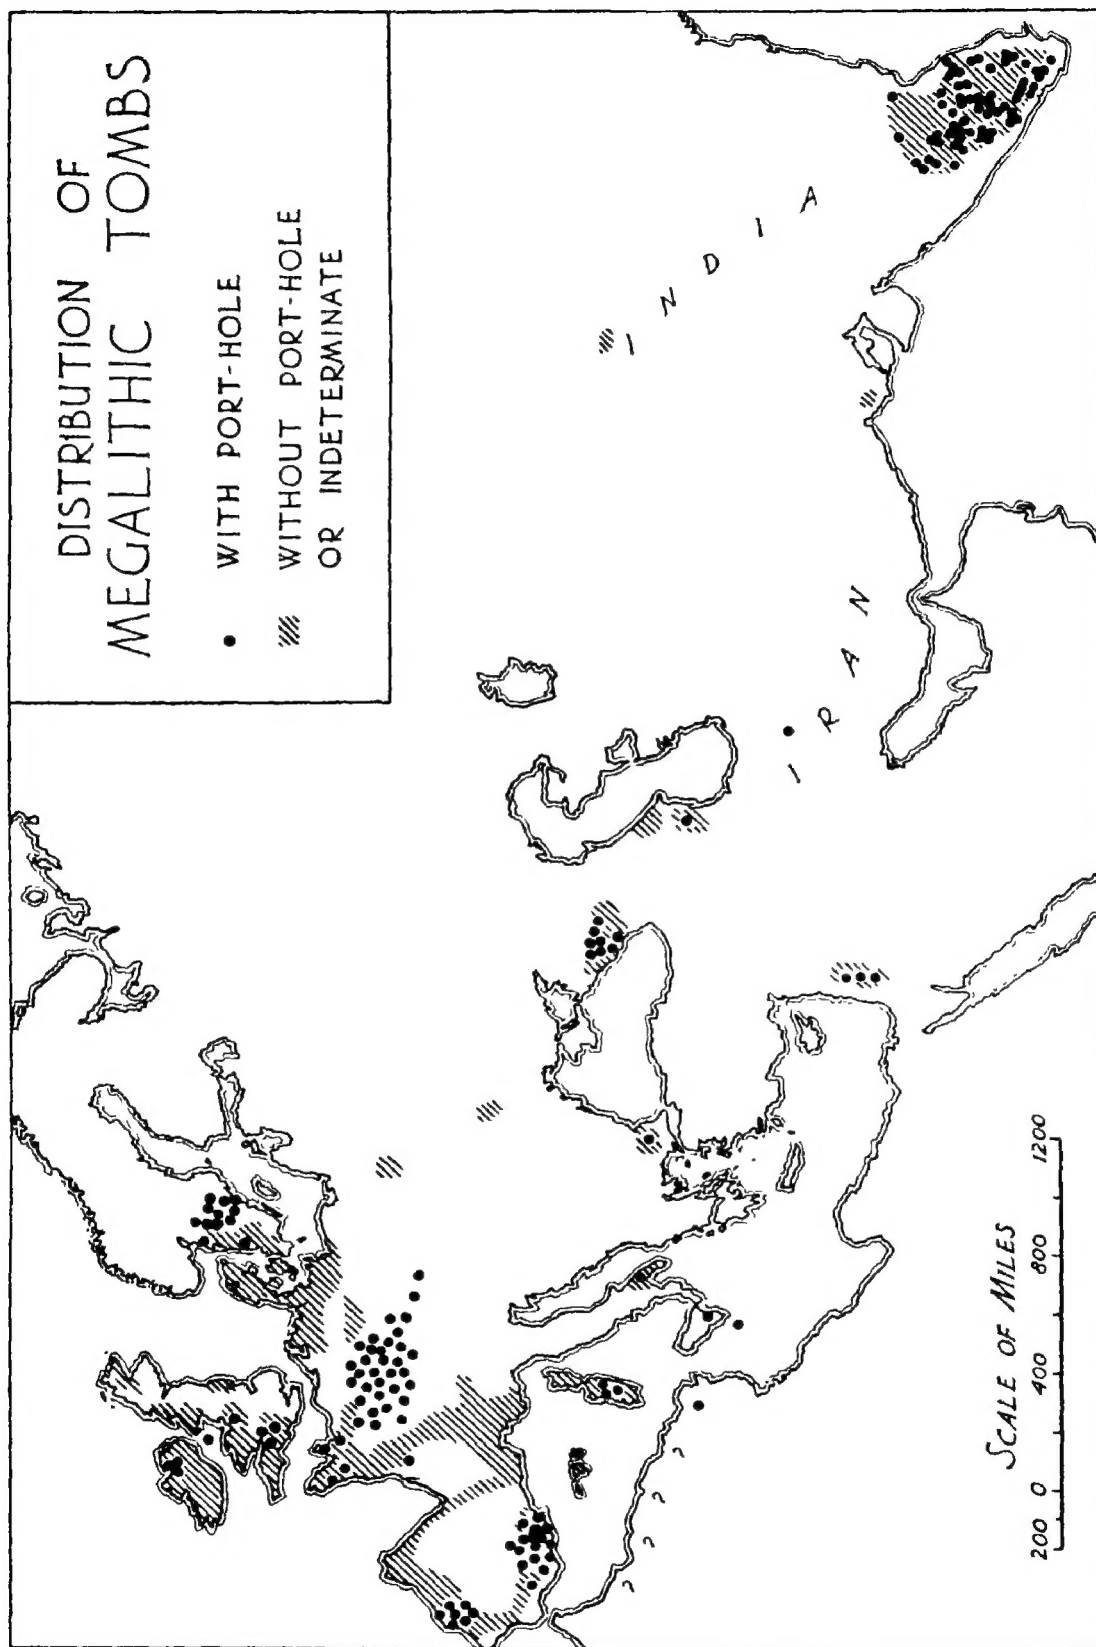 DISTRIBUTION OF
MEGALITHIC TOMBS
WITH PORT-HOLE
WITHOUT PORT-HOLE
OR INDETERMINATE
INDIA
IRAN
? ? ? ?
SCALE OF MILES
200 0 400 800 1200